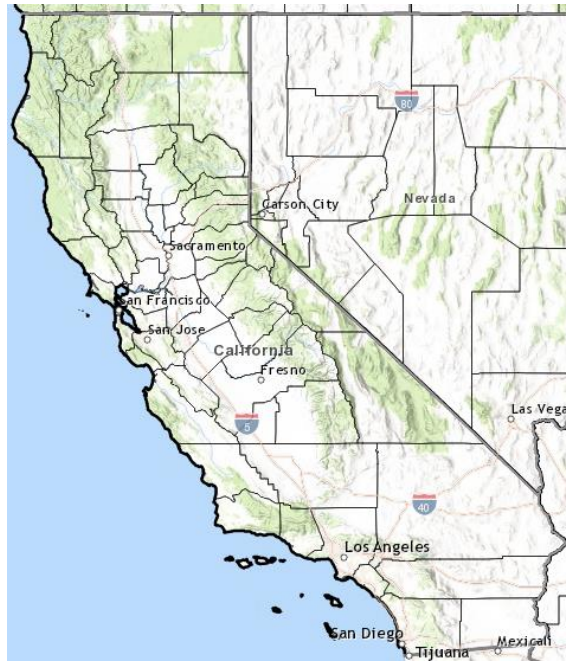 80
Carson City
Nevada
Sacramento
San Francisco
San Jose
California
Fresno
5
Las Vega
40
Los Angeles
San Diego
Tijuana
Mexicali